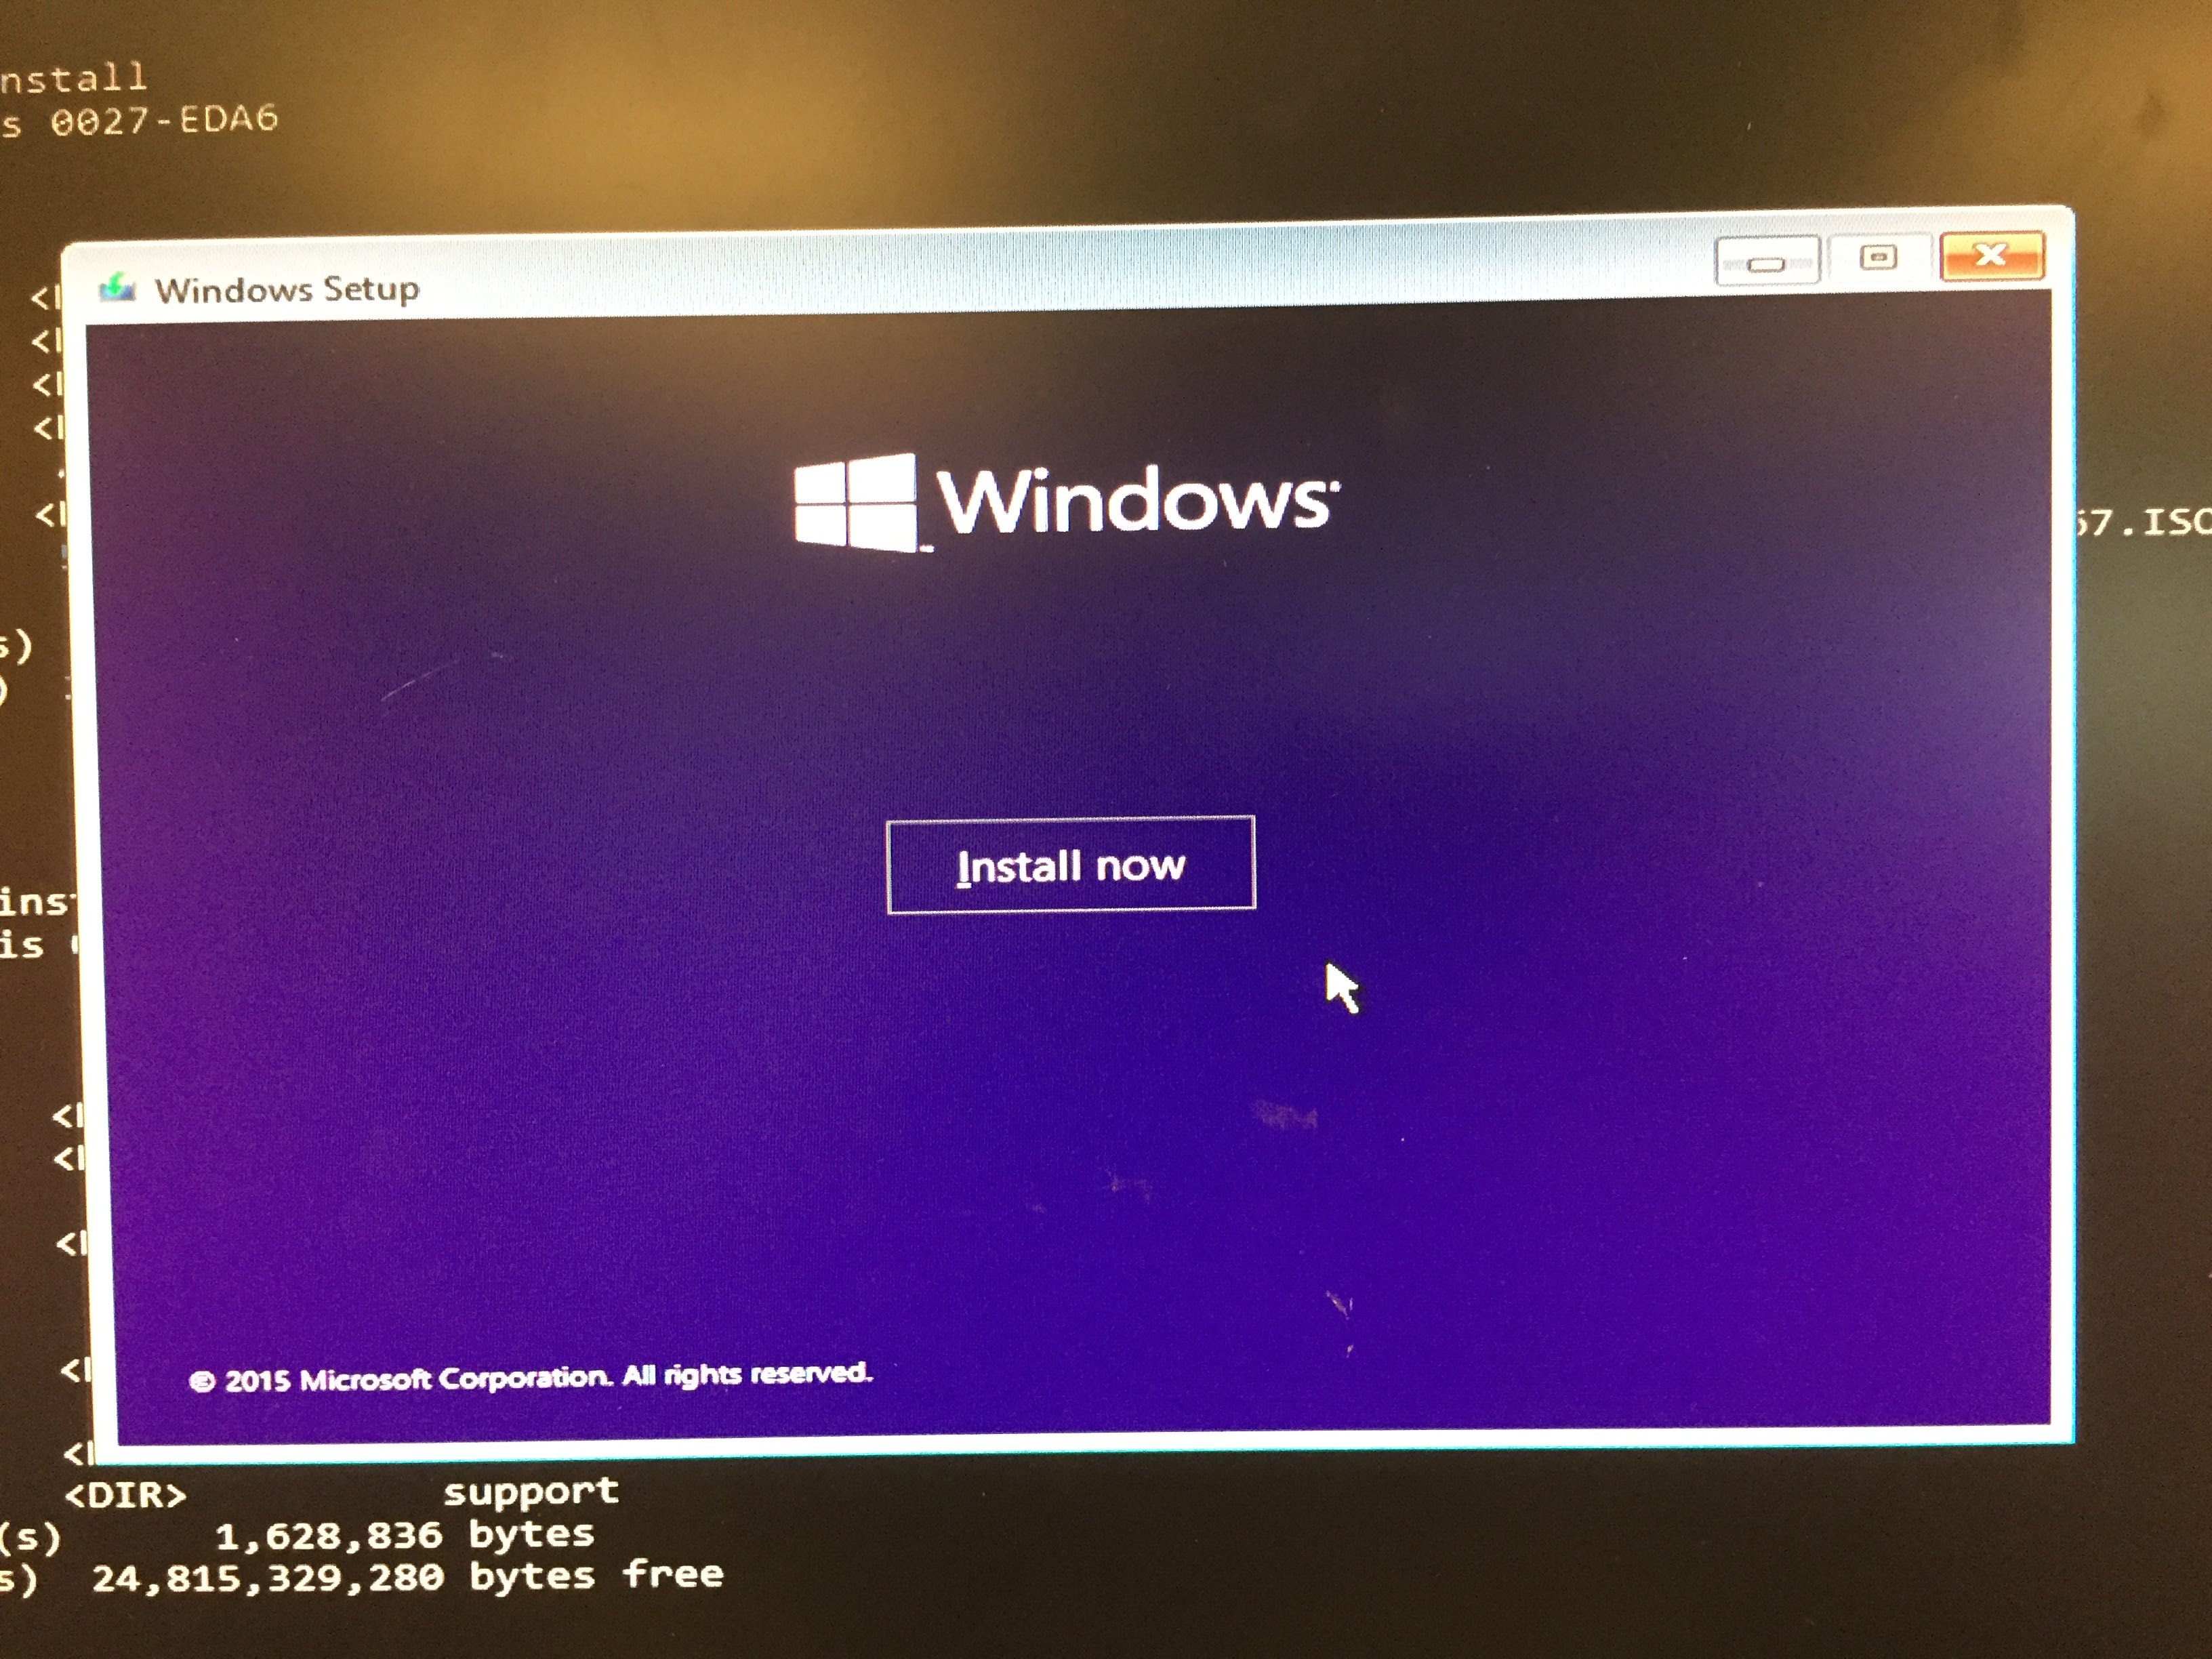 nstall
s 0027-EDA6
Windows Setup
57.ISO
s)
)
Windows
Install now
ins
is
© 2015 Microsoft Corporation. All rights reserved.
<DIR> support
(s) 1,628,836 bytes
s) 24,815,329,280 bytes free